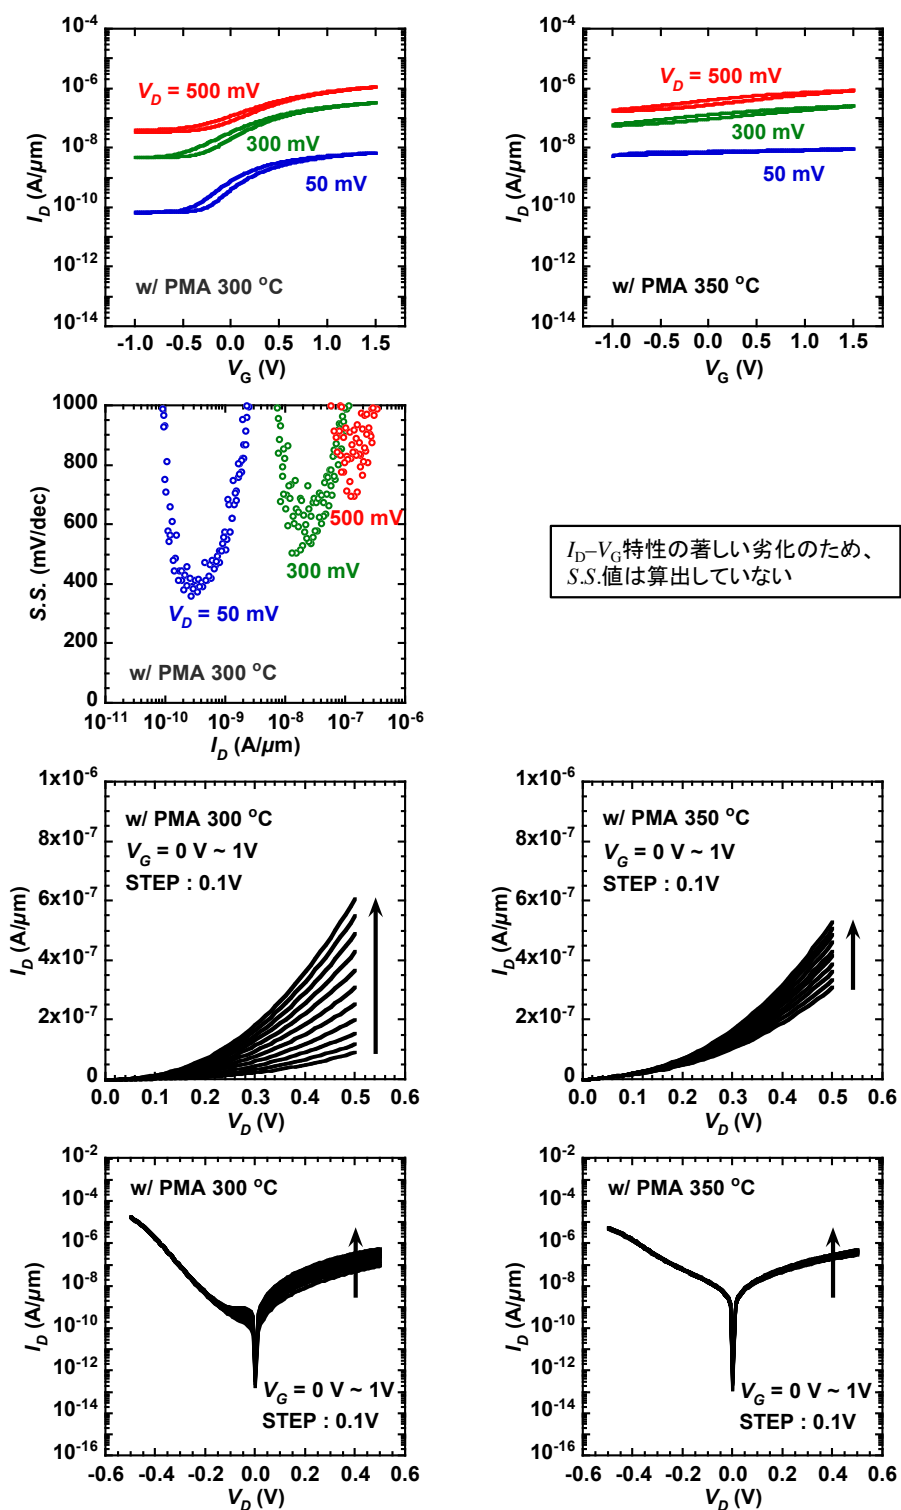 10⁻⁴
10⁻⁶
10⁻⁸
10⁻¹⁰
10⁻¹²
10⁻¹⁴
I_D (A/μm)
V_D = 500 mV
300 mV
50 mV
w/ PMA 300 °C
-1.0 -0.5 0.0 0.5 1.0 1.5
V_G (V)
10⁻⁴
10⁻⁶
10⁻⁸
10⁻¹⁰
10⁻¹²
10⁻¹⁴
I_D (A/μm)
V_D = 500 mV
300 mV
50 mV
w/ PMA 350 °C
-1.0 -0.5 0.0 0.5 1.0 1.5
V_G (V)
1000
800
600
400
200
0
S.S. (mV/dec)
500 mV
300 mV
V_D = 50 mV
w/ PMA 300 °C
10⁻¹¹ 10⁻¹⁰ 10⁻⁹ 10⁻⁸ 10⁻⁷ 10⁻⁶
I_D (A/μm)
I_D–V_G特性の著しい劣化のため、
S.S.値は算出していない
1x10⁻⁶
8x10⁻⁷
6x10⁻⁷
4x10⁻⁷
2x10⁻⁷
0
I_D (A/μm)
w/ PMA 300 °C
V_G = 0 V ~ 1V
STEP : 0.1V
0.0 0.1 0.2 0.3 0.4 0.5 0.6
V_D (V)
1x10⁻⁶
8x10⁻⁷
6x10⁻⁷
4x10⁻⁷
2x10⁻⁷
0
I_D (A/μm)
w/ PMA 350 °C
V_G = 0 V ~ 1V
STEP : 0.1V
0.0 0.1 0.2 0.3 0.4 0.5 0.6
V_D (V)
10⁻²
10⁻⁴
10⁻⁶
10⁻⁸
10⁻¹⁰
10⁻¹²
10⁻¹⁴
10⁻¹⁶
I_D (A/μm)
w/ PMA 300 °C
V_G = 0 V ~ 1V
STEP : 0.1V
-0.6 -0.4 -0.2 0.0 0.2 0.4 0.6
V_D (V)
10⁻²
10⁻⁴
10⁻⁶
10⁻⁸
10⁻¹⁰
10⁻¹²
10⁻¹⁴
10⁻¹⁶
I_D (A/μm)
w/ PMA 350 °C
V_G = 0 V ~ 1V
STEP : 0.1V
-0.6 -0.4 -0.2 0.0 0.2 0.4 0.6
V_D (V)